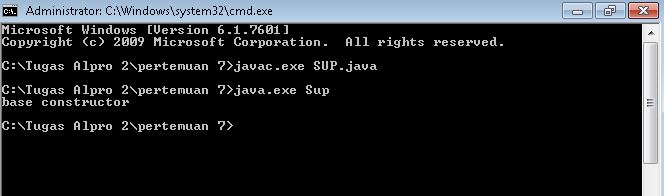 Administrator: C:\Windows\system32\cmd.exe
Microsoft Windows [Version 6.1.7601]
Copyright (c) 2009 Microsoft Corporation.  All rights reserved.
C:\Tugas Alpro 2\pertemuan 7>javac.exe SUP.java
C:\Tugas Alpro 2\pertemuan 7>java.exe Sup
base constructor
C:\Tugas Alpro 2\pertemuan 7>